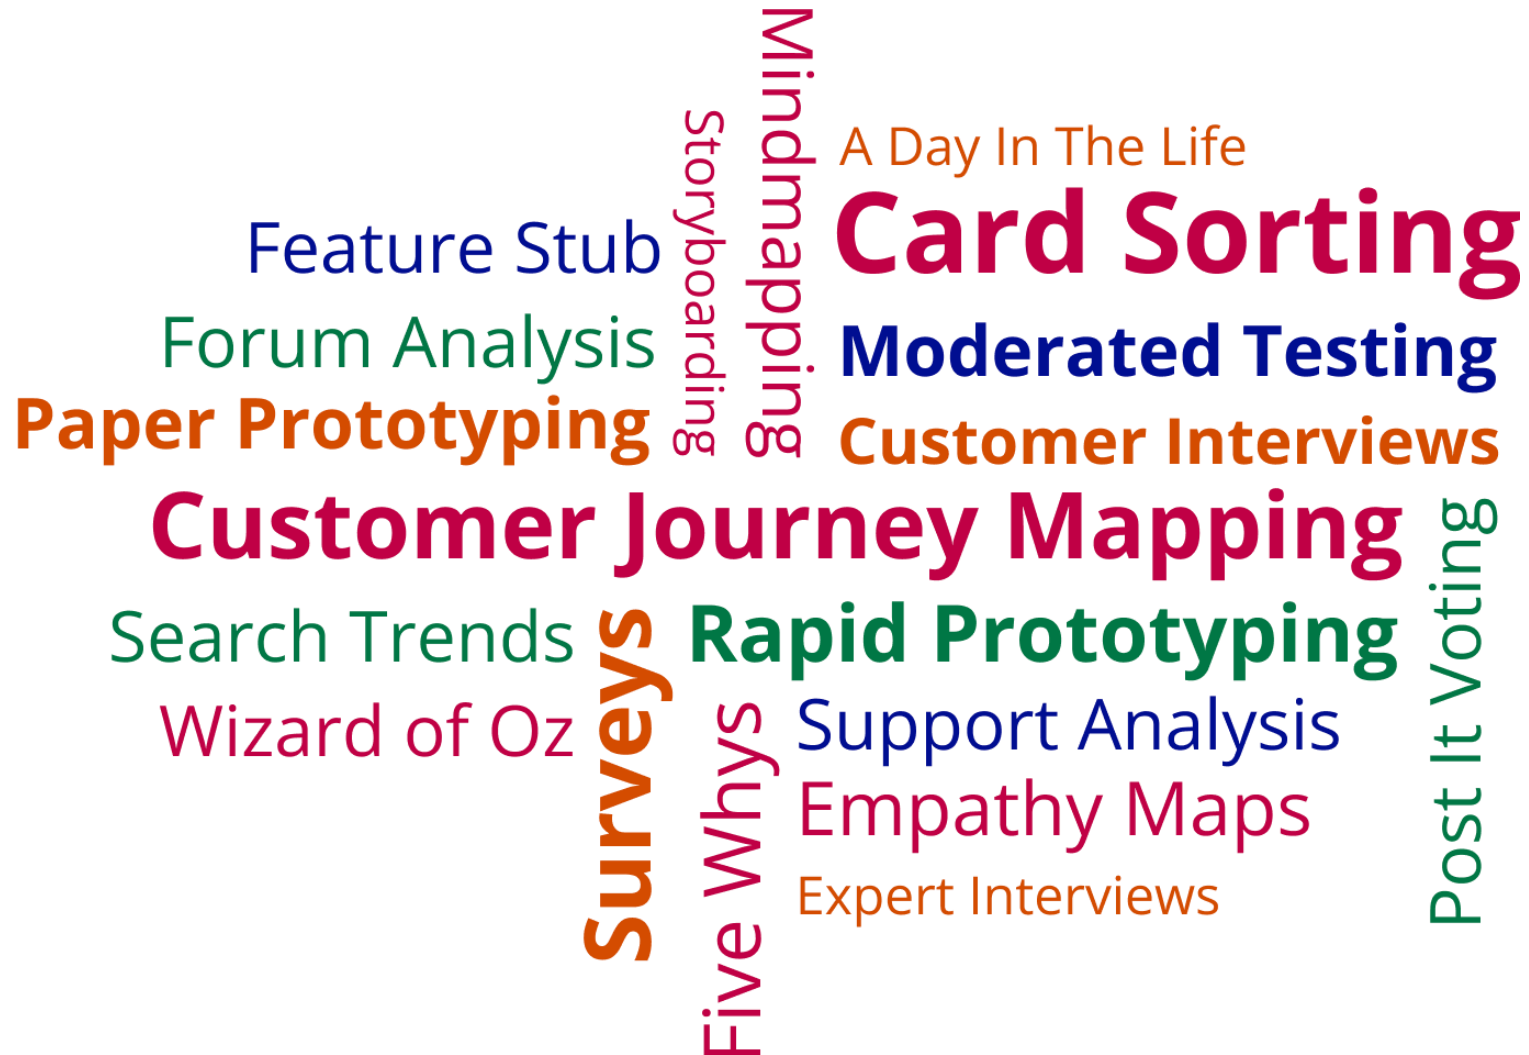 Mindmapping
Storyboarding
A Day In The Life
Card Sorting
Feature Stub
Forum Analysis
Moderated Testing
Paper Prototyping
Customer Interviews
Customer Journey Mapping
Post It Voting
Search Trends
Surveys
Rapid Prototyping
Wizard of Oz
Five Whys
Support Analysis
Empathy Maps
Expert Interviews